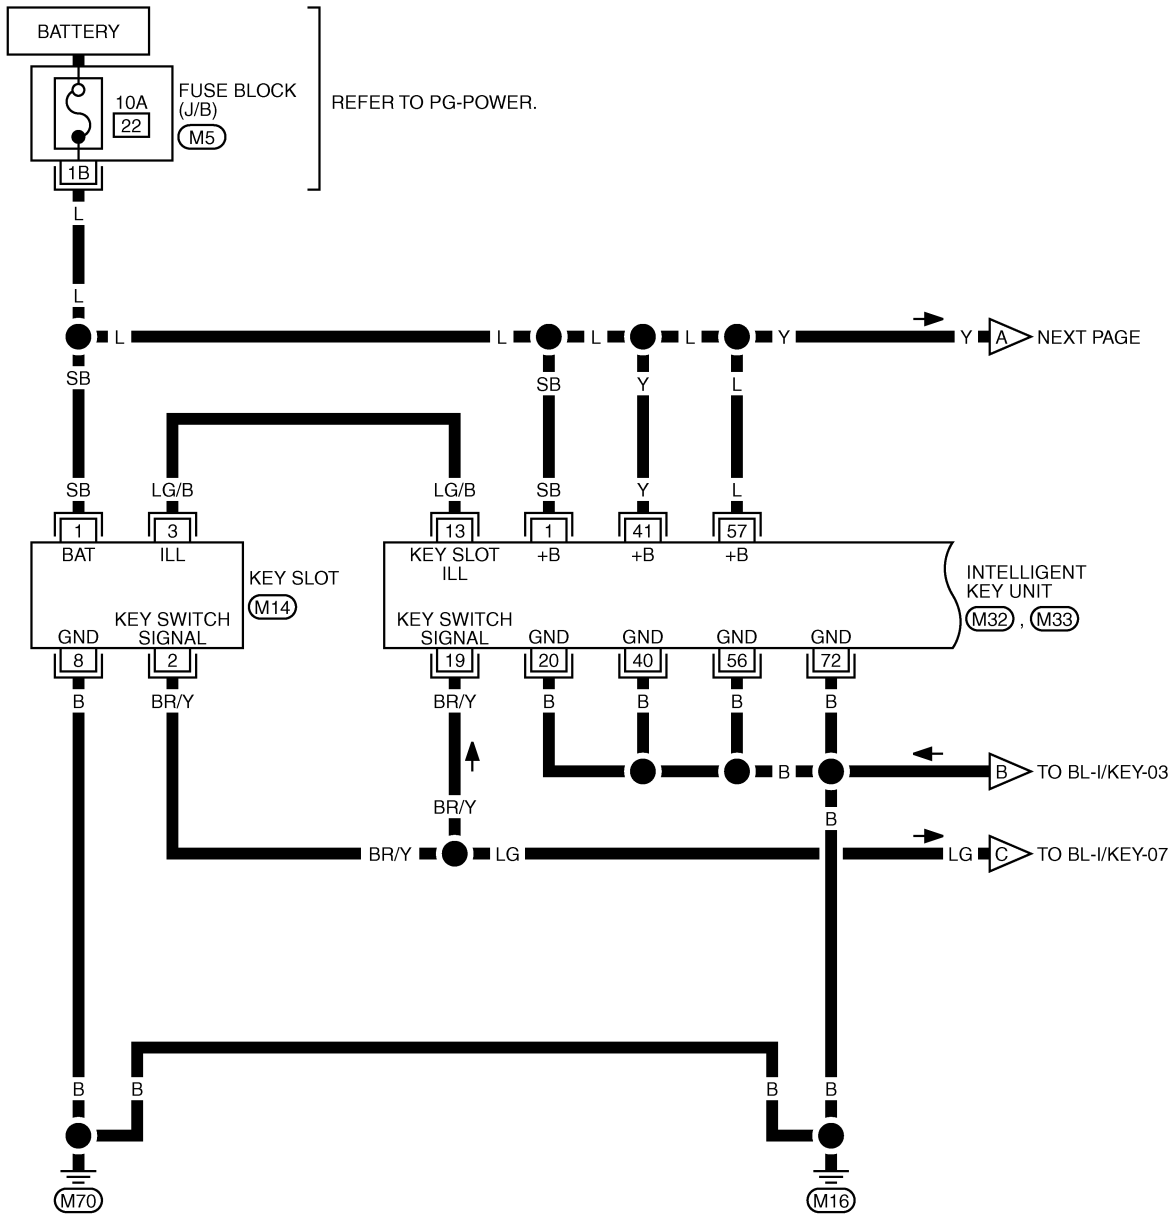 BATTERY
FUSE BLOCK
(J/B)
10A
22
M5
REFER TO PG-POWER.
1B
L
L
L L L L Y Y A NEXT PAGE
SB SB Y L
SB LG/B LG/B SB Y L
1 3 13 1 41 57
BAT ILL KEY SLOT
ILL +B +B +B
KEY SLOT
M14
INTELLIGENT
KEY UNIT
M32 , M33
GND KEY SWITCH
SIGNAL KEY SWITCH
SIGNAL GND GND GND GND
8 2 19 20 40 56 72
B BR/Y BR/Y B B B B
B B TO BL-I/KEY-03
BR/Y B
BR/Y LG LG C TO BL-I/KEY-07
B B B B
M70 M16